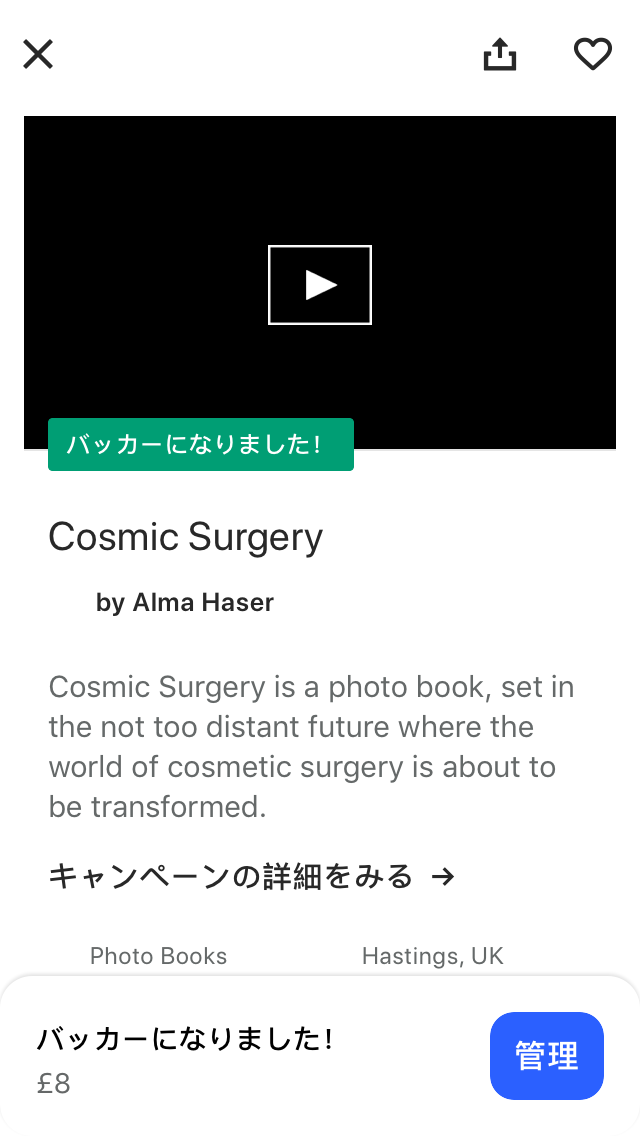 バッカーになりました!
Cosmic Surgery
by Alma Haser
Cosmic Surgery is a photo book, set in
the not too distant future where the
world of cosmetic surgery is about to
be transformed.
キャンペーンの詳細をみる →
Photo Books
Hastings, UK
バッカーになりました!
£8
管理